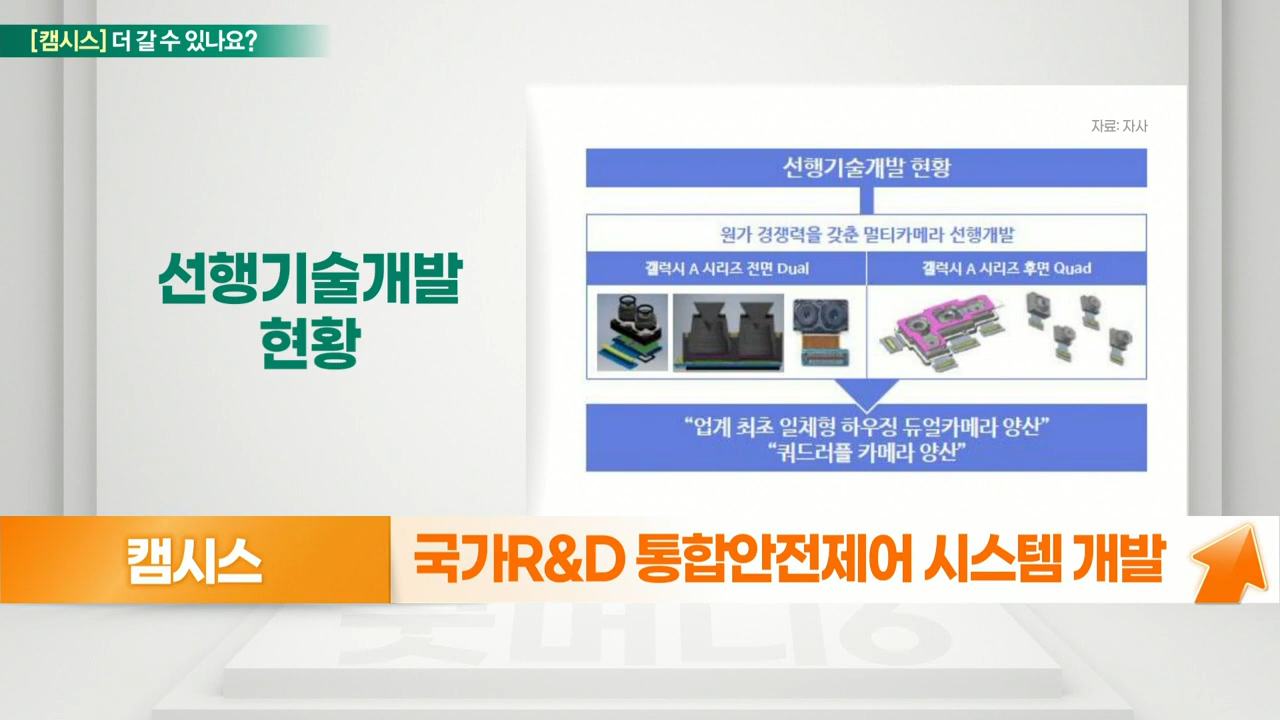 [캠시스] 더 갈 수 있나요?
자료: 자사
선행기술개발 현황
원가 경쟁력을 갖춘 멀티카메라 선행개발
갤럭시 A 시리즈 전면 Dual
갤럭시 A 시리즈 후면 Quad
“업계 최초 일체형 하우징 듀얼카메라 양산”
“쿼드러플 카메라 양산”
선행기술개발
현황
캠시스
국가R&D 통합안전제어 시스템 개발
굿머니6